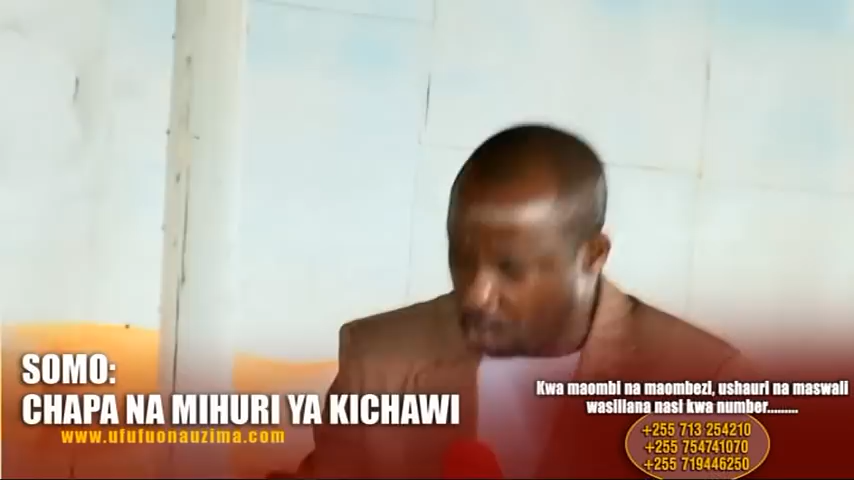 SOMO:
CHAPA NA MIHURI YA KICHAWI
www.ufufuonauzima.com
Kwa maombi na maombezi, ushauri na maswali
wasiliana nasi kwa number.........
+255 713 254210
+255 754741070
+255 719446250